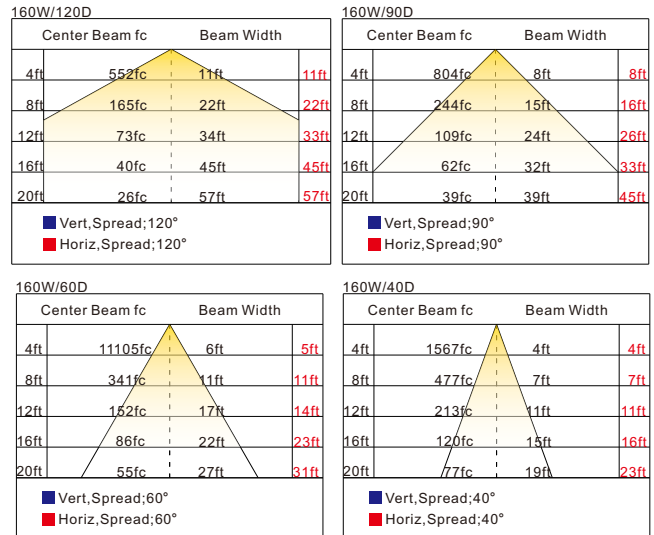 160W/120D
Center Beam fc Beam Width
4ft 552fc 11ft 11ft
8ft 165fc 22ft 22ft
12ft 73fc 34ft 33ft
16ft 40fc 45ft 45ft
20ft 26fc 57ft 57ft
Vert,Spread;120°
Horiz,Spread;120°
160W/90D
Center Beam fc Beam Width
4ft 804fc 8ft 8ft
8ft 244fc 15ft 16ft
12ft 109fc 24ft 26ft
16ft 62fc 32ft 33ft
20ft 39fc 39ft 45ft
Vert,Spread;90°
Horiz,Spread;90°
160W/60D
Center Beam fc Beam Width
4ft 11105fc 6ft 5ft
8ft 341fc 11ft 11ft
12ft 152fc 17ft 14ft
16ft 86fc 22ft 23ft
20ft 55fc 27ft 31ft
Vert,Spread;60°
Horiz,Spread;60°
160W/40D
Center Beam fc Beam Width
4ft 1567fc 4ft 4ft
8ft 477fc 7ft 7ft
12ft 213fc 11ft 11ft
16ft 120fc 15ft 16ft
20ft 77fc 19ft 23ft
Vert,Spread;40°
Horiz,Spread;40°